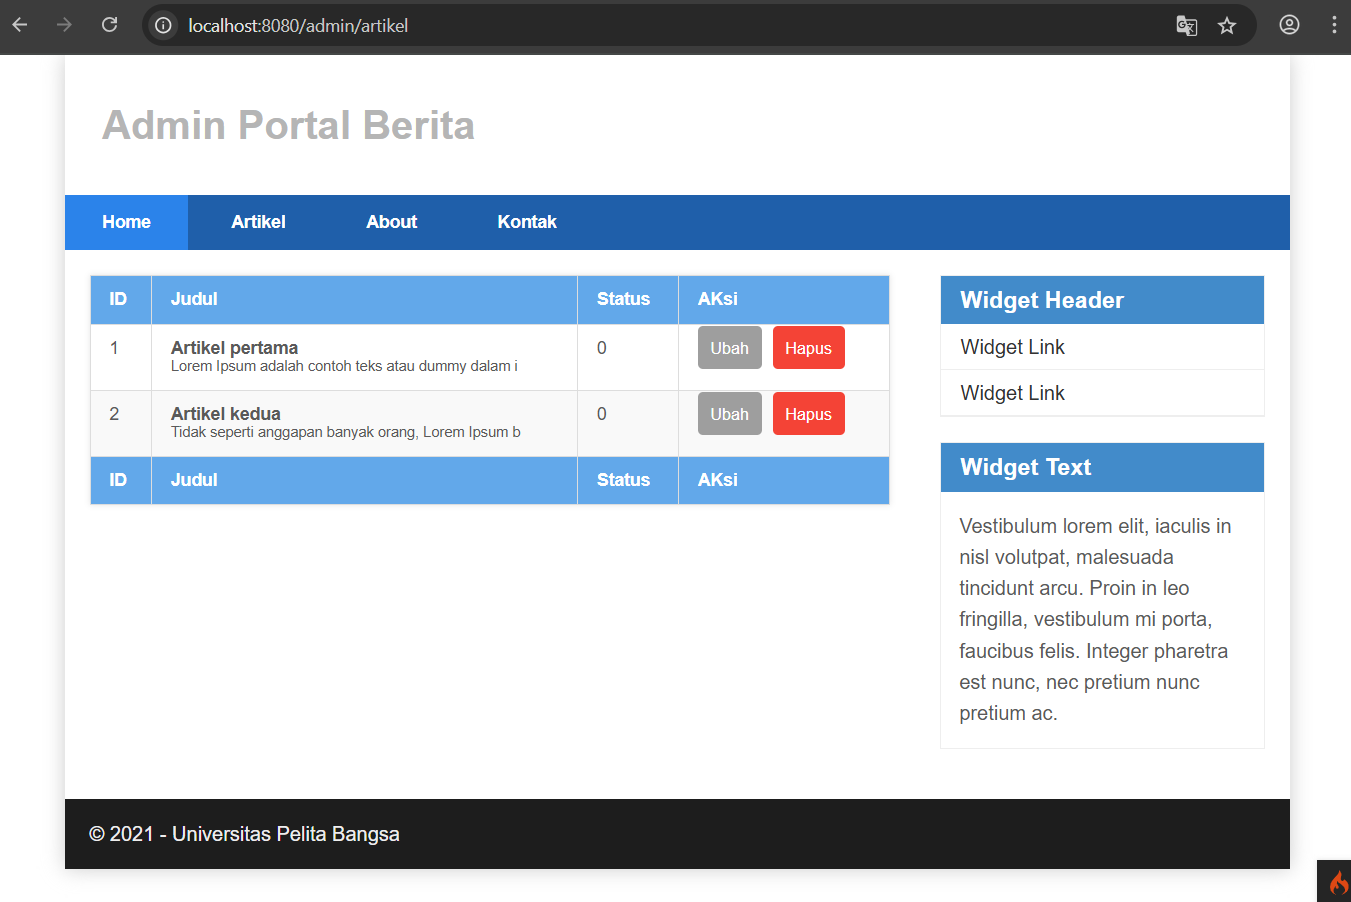 localhost:8080/admin/artikel
Admin Portal Berita
Home Artikel About Kontak
ID Judul Status AKsi
1 Artikel pertama 0 Ubah Hapus
Lorem Ipsum adalah contoh teks atau dummy dalam i
2 Artikel kedua 0 Ubah Hapus
Tidak seperti anggapan banyak orang, Lorem Ipsum b
ID Judul Status AKsi
Widget Header
Widget Link
Widget Link
Widget Text
Vestibulum lorem elit, iaculis in
nisl volutpat, malesuada
tincidunt arcu. Proin in leo
fringilla, vestibulum mi porta,
faucibus felis. Integer pharetra
est nunc, nec pretium nunc
pretium ac.
© 2021 - Universitas Pelita Bangsa